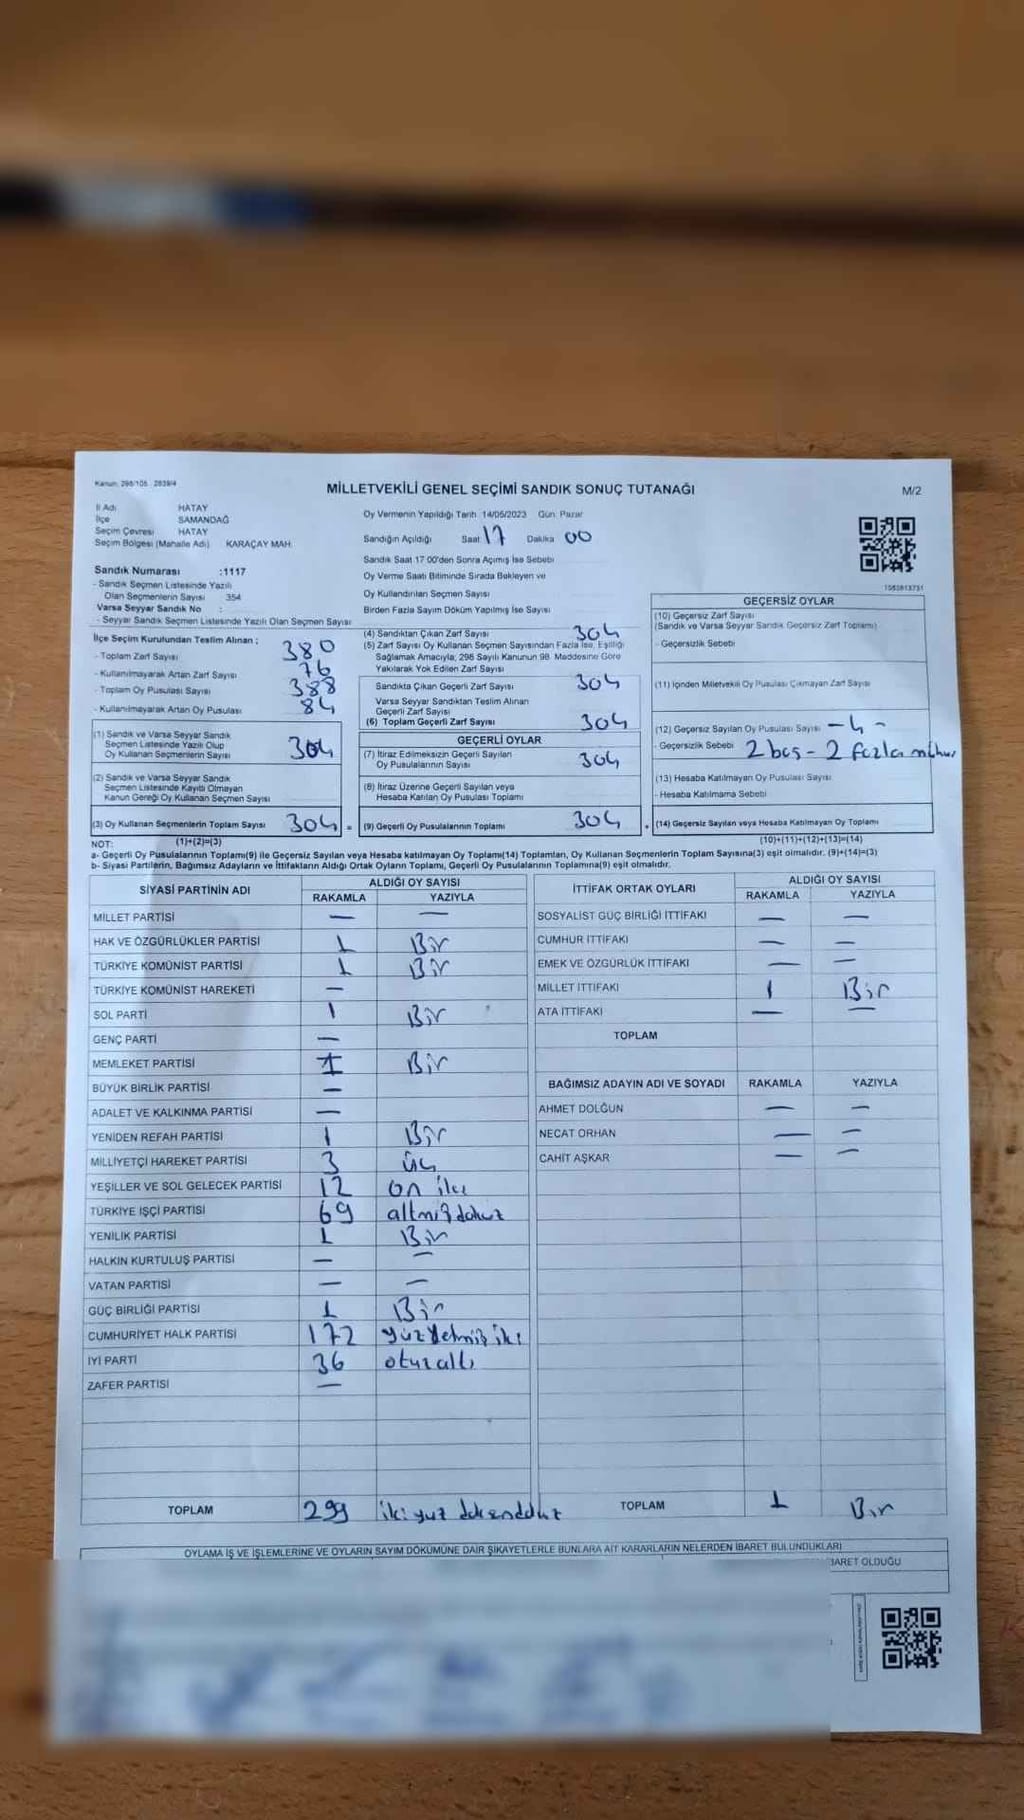 Kanun: 298/105 - 2839/4
MİLLETVEKİLİ GENEL SEÇİMİ SANDIK SONUÇ TUTANAĞI
M/2
İl Adı HATAY
İlçe SAMANDAĞ
Seçim Çevresi HATAY
Seçim Bölgesi (Mahalle Adı) KARAÇAY MAH.
Oy Vermenin Yapıldığı Tarih 14/05/2023 Gün: Pazar
Sandığın Açıldığı Saat 17 Dakika 00
Sandık Saat 17.00'den Sonra Açımış İse Sebebi
Oy Verme Saati Bitiminde Sırada Bekleyen ve
Oy Kullandırılan Seçmen Sayısı
Birden Fazla Sayım Döküm Yapılmış İse Sayısı
Sandık Numarası :1117
- Sandık Seçmen Listesinde Yazılı
Olan Seçmenlerin Sayısı 354
Varsa Seyyar Sandık No :
- Seyyar Sandık Seçmen Listesinde Yazılı Olan Seçmen Sayısı
İlçe Seçim Kurulundan Teslim Alınan ;
- Toplam Zarf Sayısı 380
- Kullanılmayarak Artan Zarf Sayısı 76
- Toplam Oy Pusulası Sayısı 388
- Kullanılmayarak Artan Oy Pusulası 84
(1) Sandık ve Varsa Seyyar Sandık
Seçmen Listesinde Yazılı Olup
Oy Kullanan Seçmenlerin Sayısı 304
(2) Sandık ve Varsa Seyyar Sandık
Seçmen Listesinde Kayıtlı Olmayan
Kanun Gereği Oy Kullanan Seçmen Sayısı
(3) Oy Kullanan Seçmenlerin Toplam Sayısı 304 =
(1)+(2)=(3)
(4) Sandıktan Çıkan Zarf Sayısı 304
(5) Zarf Sayısı Oy Kullanan Seçmen Sayısından Fazla İse, Eşitliği
Sağlamak Amacıyla; 298 Sayılı Kanunun 98. Maddesine Göre
Yakılarak Yok Edilen Zarf Sayısı
Sandıkta Çıkan Geçerli Zarf Sayısı 304
Varsa Seyyar Sandıktan Teslim Alınan
Geçerli Zarf Sayısı
(6) Toplam Geçerli Zarf Sayısı 304
GEÇERLİ OYLAR
(7) İtiraz Edilmeksizin Geçerli Sayılan
Oy Pusulalarının Sayısı 304
(8) İtiraz Üzerine Geçerli Sayılan veya
Hesaba Katılan Oy Pusulası Toplamı
(9) Geçerli Oy Pusulalarının Toplamı 304 +
1583813731
GEÇERSİZ OYLAR
(10) Geçersiz Zarf Sayısı
(Sandık ve Varsa Seyyar Sandık Geçersiz Zarf Toplamı)
- Geçersizlik Sebebi
(11) İçinden Milletvekili Oy Pusulası Çıkmayan Zarf Sayısı
(12) Geçersiz Sayılan Oy Pusulası Sayısı - 4 -
- Geçersizlik Sebebi 2 boş - 2 fazla mühür
(13) Hesaba Katılmayan Oy Pusulası Sayısı
- Hesaba Katılmama Sebebi
(14) Geçersiz Sayılan veya Hesaba Katılmayan Oy Toplamı
(10)+(11)+(12)+(13)=(14)
NOT:
a- Geçerli Oy Pusulalarının Toplamı(9) ile Geçersiz Sayılan veya Hesaba katılmayan Oy Toplamı(14) Toplamları, Oy Kullanan Seçmenlerin Toplam Sayısına(3) eşit olmalıdır. (9)+(14)=(3)
b- Siyasi Partilerin, Bağımsız Adayların ve İttifakların Aldığı Ortak Oyların Toplamı, Geçerli Oy Pusulalarının Toplamına(9) eşit olmalıdır.
SİYASİ PARTİNİN ADI ALDIĞI OY SAYISI
RAKAMLA YAZIYLA
MİLLET PARTİSİ — —
HAK VE ÖZGÜRLÜKLER PARTİSİ 1 Bir
TÜRKİYE KOMÜNİST PARTİSİ 1 Bir
TÜRKİYE KOMÜNİST HAREKETİ —
SOL PARTİ 1 Bir
GENÇ PARTİ —
MEMLEKET PARTİSİ 1 Bir
BÜYÜK BİRLİK PARTİSİ —
ADALET VE KALKINMA PARTİSİ —
YENİDEN REFAH PARTİSİ 1 Bir
MİLLİYETÇİ HAREKET PARTİSİ 3 üç
YEŞİLLER VE SOL GELECEK PARTİSİ 12 on iki
TÜRKİYE İŞÇİ PARTİSİ 69 altmış dokuz
YENİLİK PARTİSİ 1 Bir
HALKIN KURTULUŞ PARTİSİ — —
VATAN PARTİSİ — —
GÜÇ BİRLİĞİ PARTİSİ 1 Bir
CUMHURİYET HALK PARTİSİ 172 yüz yetmiş iki
İYİ PARTİ 36 otuz altı
ZAFER PARTİSİ —
TOPLAM 299 iki yüz doksan dokuz
İTTİFAK ORTAK OYLARI ALDIĞI OY SAYISI
RAKAMLA YAZIYLA
SOSYALİST GÜÇ BİRLİĞİ İTTİFAKI — —
CUMHUR İTTİFAKI — —
EMEK VE ÖZGÜRLÜK İTTİFAKI — —
MİLLET İTTİFAKI 1 Bir
ATA İTTİFAKI — —
TOPLAM
BAĞIMSIZ ADAYIN ADI VE SOYADI RAKAMLA YAZIYLA
AHMET DOLĞUN — —
NECAT ORHAN — —
CAHİT AŞKAR — —
TOPLAM 1 Bir
OYLAMA İŞ VE İŞLEMLERİNE VE OYLARIN SAYIM DÖKÜMÜNE DAİR ŞİKAYETLERLE BUNLARA AİT KARARLARIN NELERDEN İBARET BULUNDUKLARI
İBARET OLDUĞU